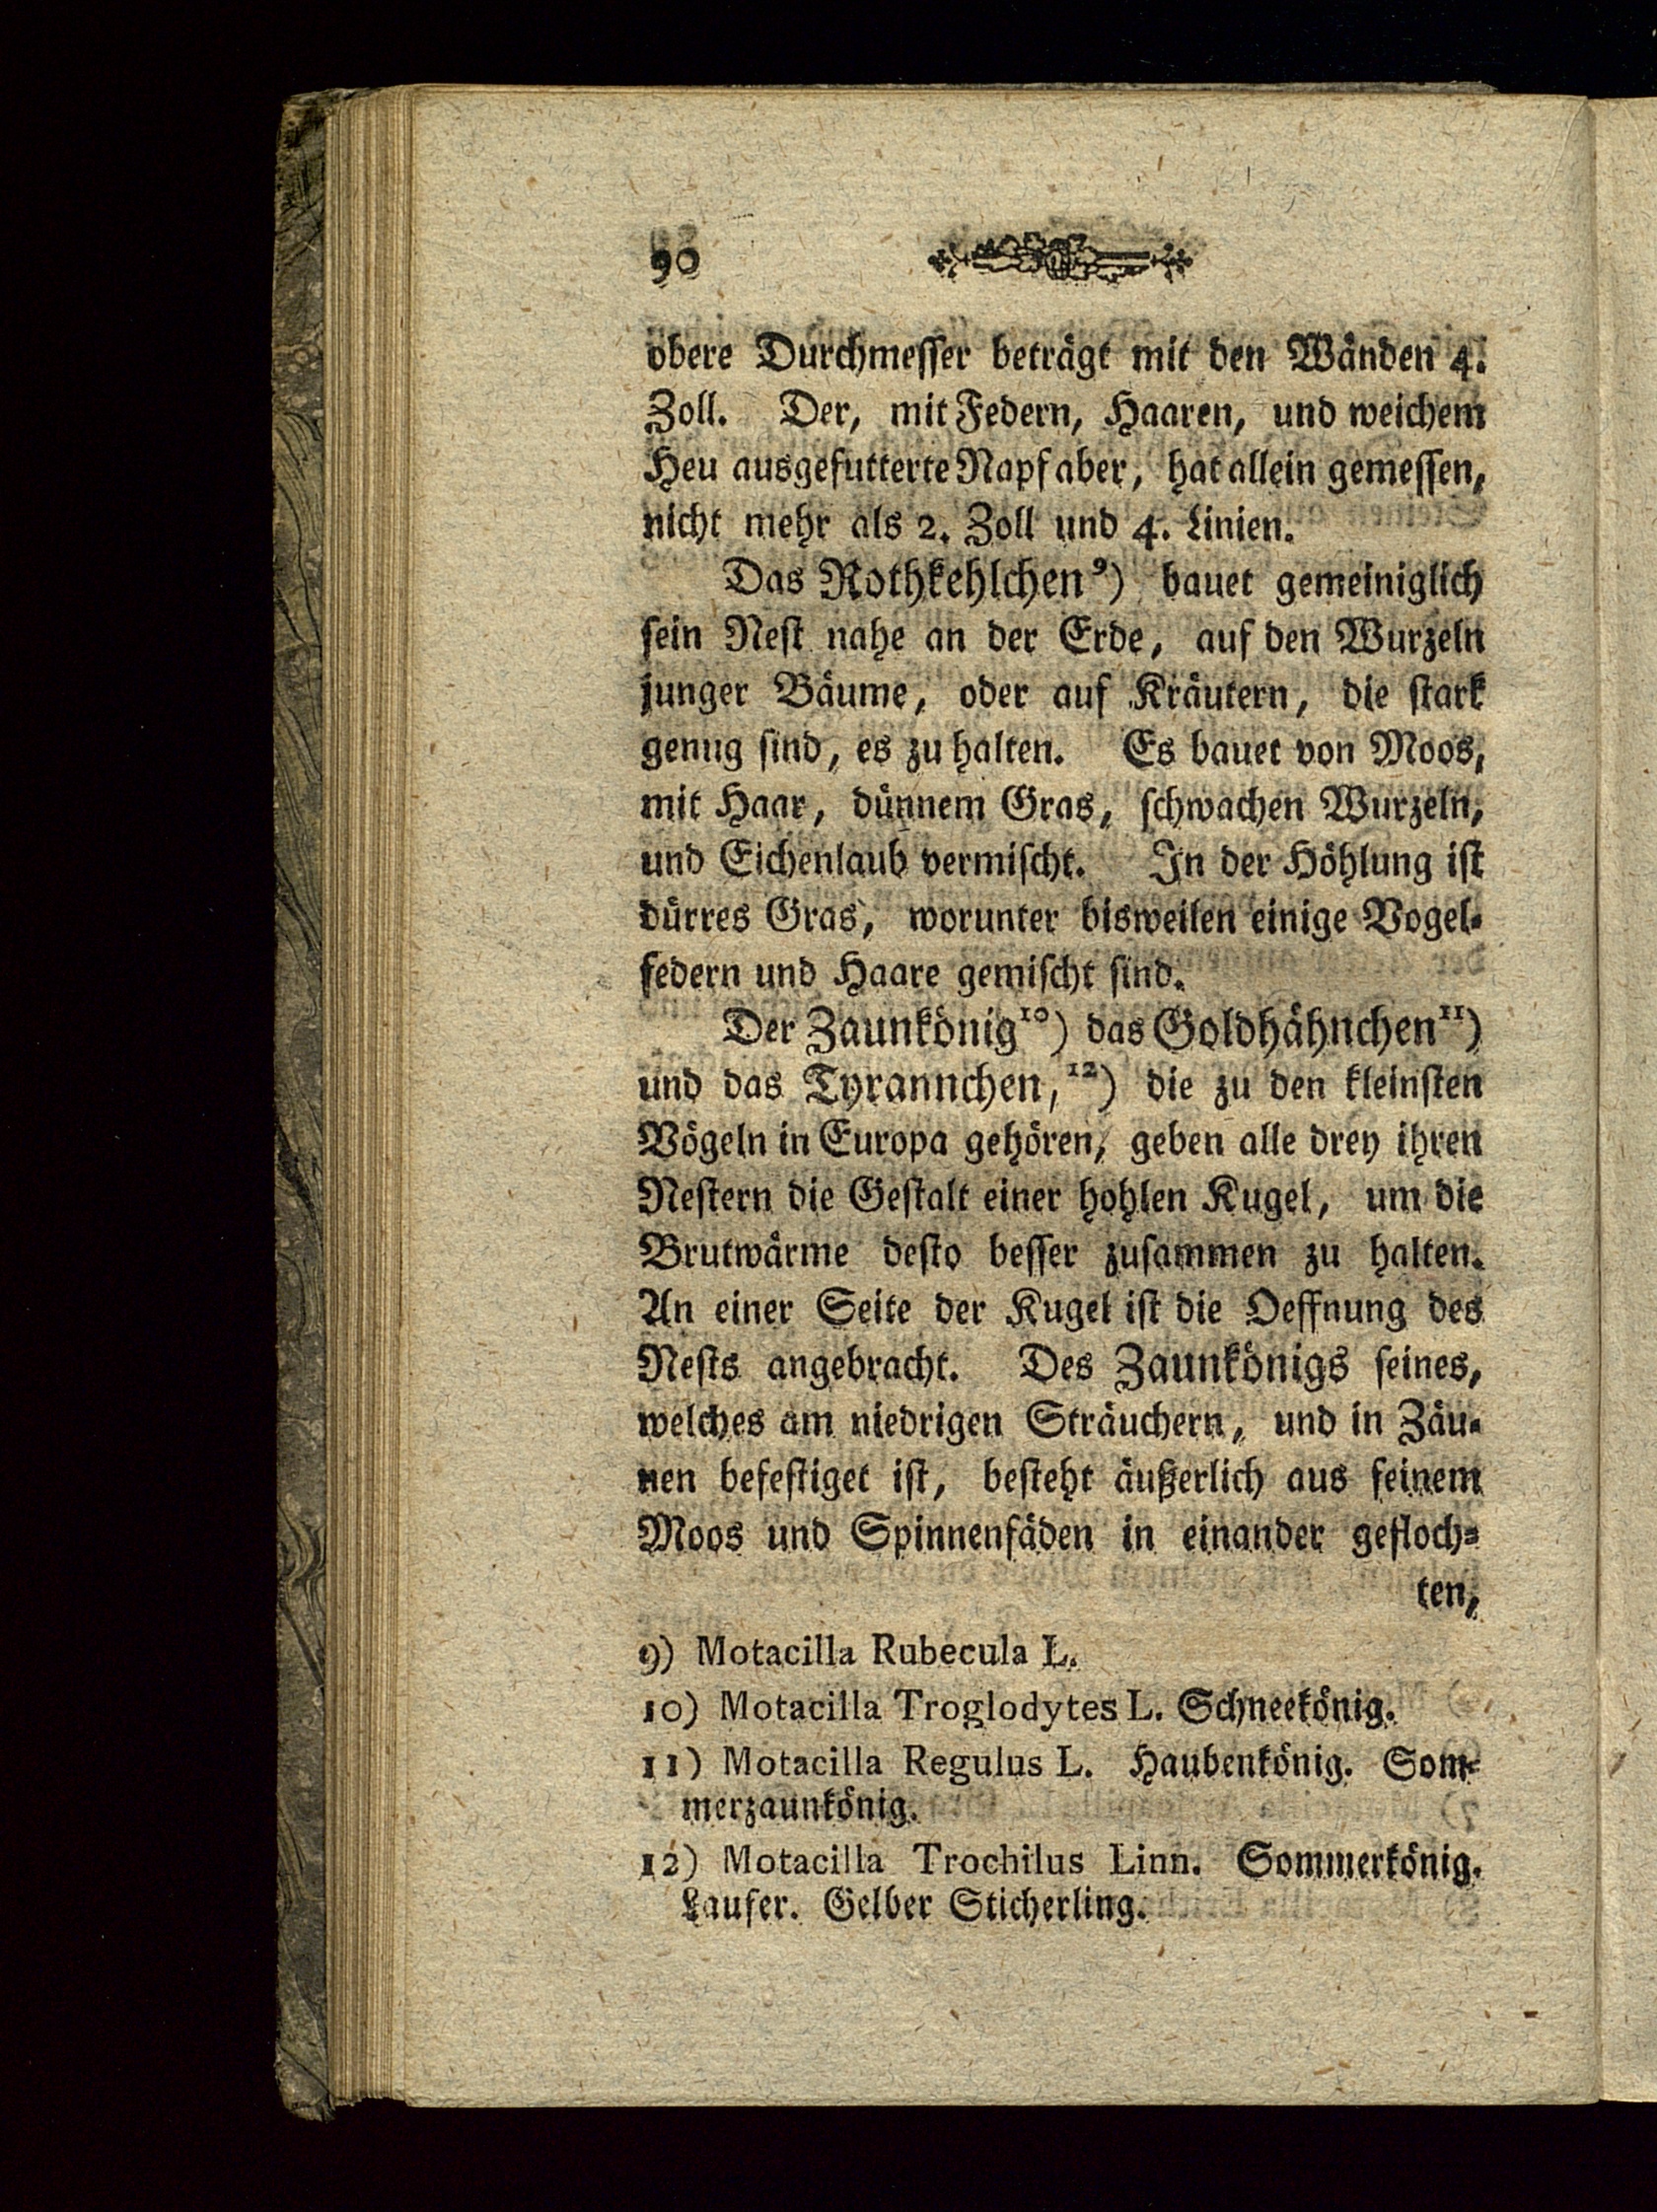 90
obere Durchmesser beträgt mit den Wänden 4.
Zoll. Der, mit Federn, Haaren, und weichem
Heu ausgefutterte Napf aber, hat allein gemessen,
nicht mehr als 2. Zoll und 4. Linien.
Das Rothkehlchen⁹) bauet gemeiniglich
sein Nest nahe an der Erde, auf den Wurzeln
junger Bäume, oder auf Kräutern, die stark
genug sind, es zu halten. Es bauet von Moos,
mit Haar, dünnem Gras, schwachen Wurzeln,
und Eichenlaub vermischt. In der Höhlung ist
dürres Gras, worunter bisweilen einige Vogel-
federn und Haare gemischt sind.
Der Zaunkönig¹⁰) das Goldhähnchen¹¹)
und das Tyrannchen,¹²) die zu den kleinsten
Vögeln in Europa gehören, geben alle drey ihren
Nestern die Gestalt einer hohlen Kugel, um die
Brutwärme desto besser zusammen zu halten.
An einer Seite der Kugel ist die Oeffnung des
Nests angebracht. Des Zaunkönigs seines,
welches am niedrigen Sträuchern, und in Zäu-
nen befestiget ist, besteht äußerlich aus feinem
Moos und Spinnenfäden in einander gefloch-
ten,
9) Motacilla Rubecula L.
10) Motacilla Troglodytes L. Schneekönig.
11) Motacilla Regulus L. Haubenkönig. Som-
merzaunkönig.
12) Motacilla Trochilus Linn. Sommerkönig.
Laufer. Gelber Sticherling.